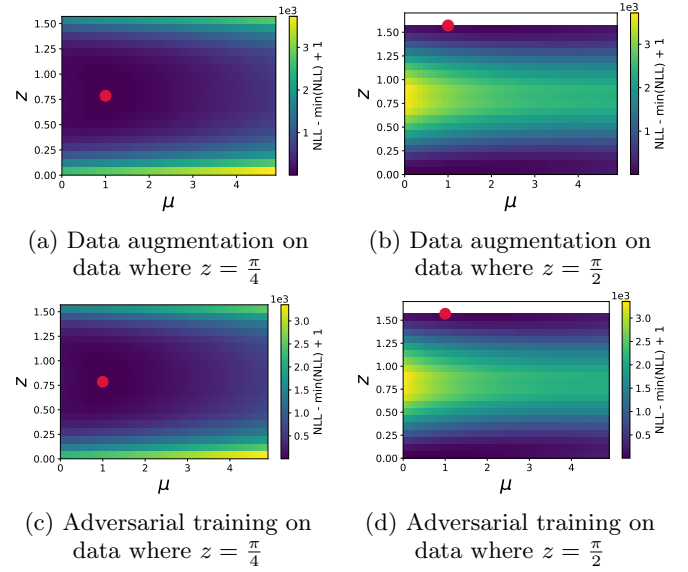 1e3
1.50
1.25
1.00
0.75
0.50
0.25
0.00
z
0 1 2 3 4
μ
3
2
1
NLL - min(NLL) + 1
1e3
1.50
1.25
1.00
0.75
0.50
0.25
0.00
z
0 1 2 3 4
μ
3
2
1
NLL - min(NLL) + 1
(a) Data augmentation on
data where z = π/4
(b) Data augmentation on
data where z = π/2
1e3
1.50
1.25
1.00
0.75
0.50
0.25
0.00
z
0 1 2 3 4
μ
3.0
2.5
2.0
1.5
1.0
0.5
NLL - min(NLL) + 1
1e3
1.50
1.25
1.00
0.75
0.50
0.25
0.00
z
0 1 2 3 4
μ
3.0
2.5
2.0
1.5
1.0
0.5
NLL - min(NLL) + 1
(c) Adversarial training on
data where z = π/4
(d) Adversarial training on
data where z = π/2